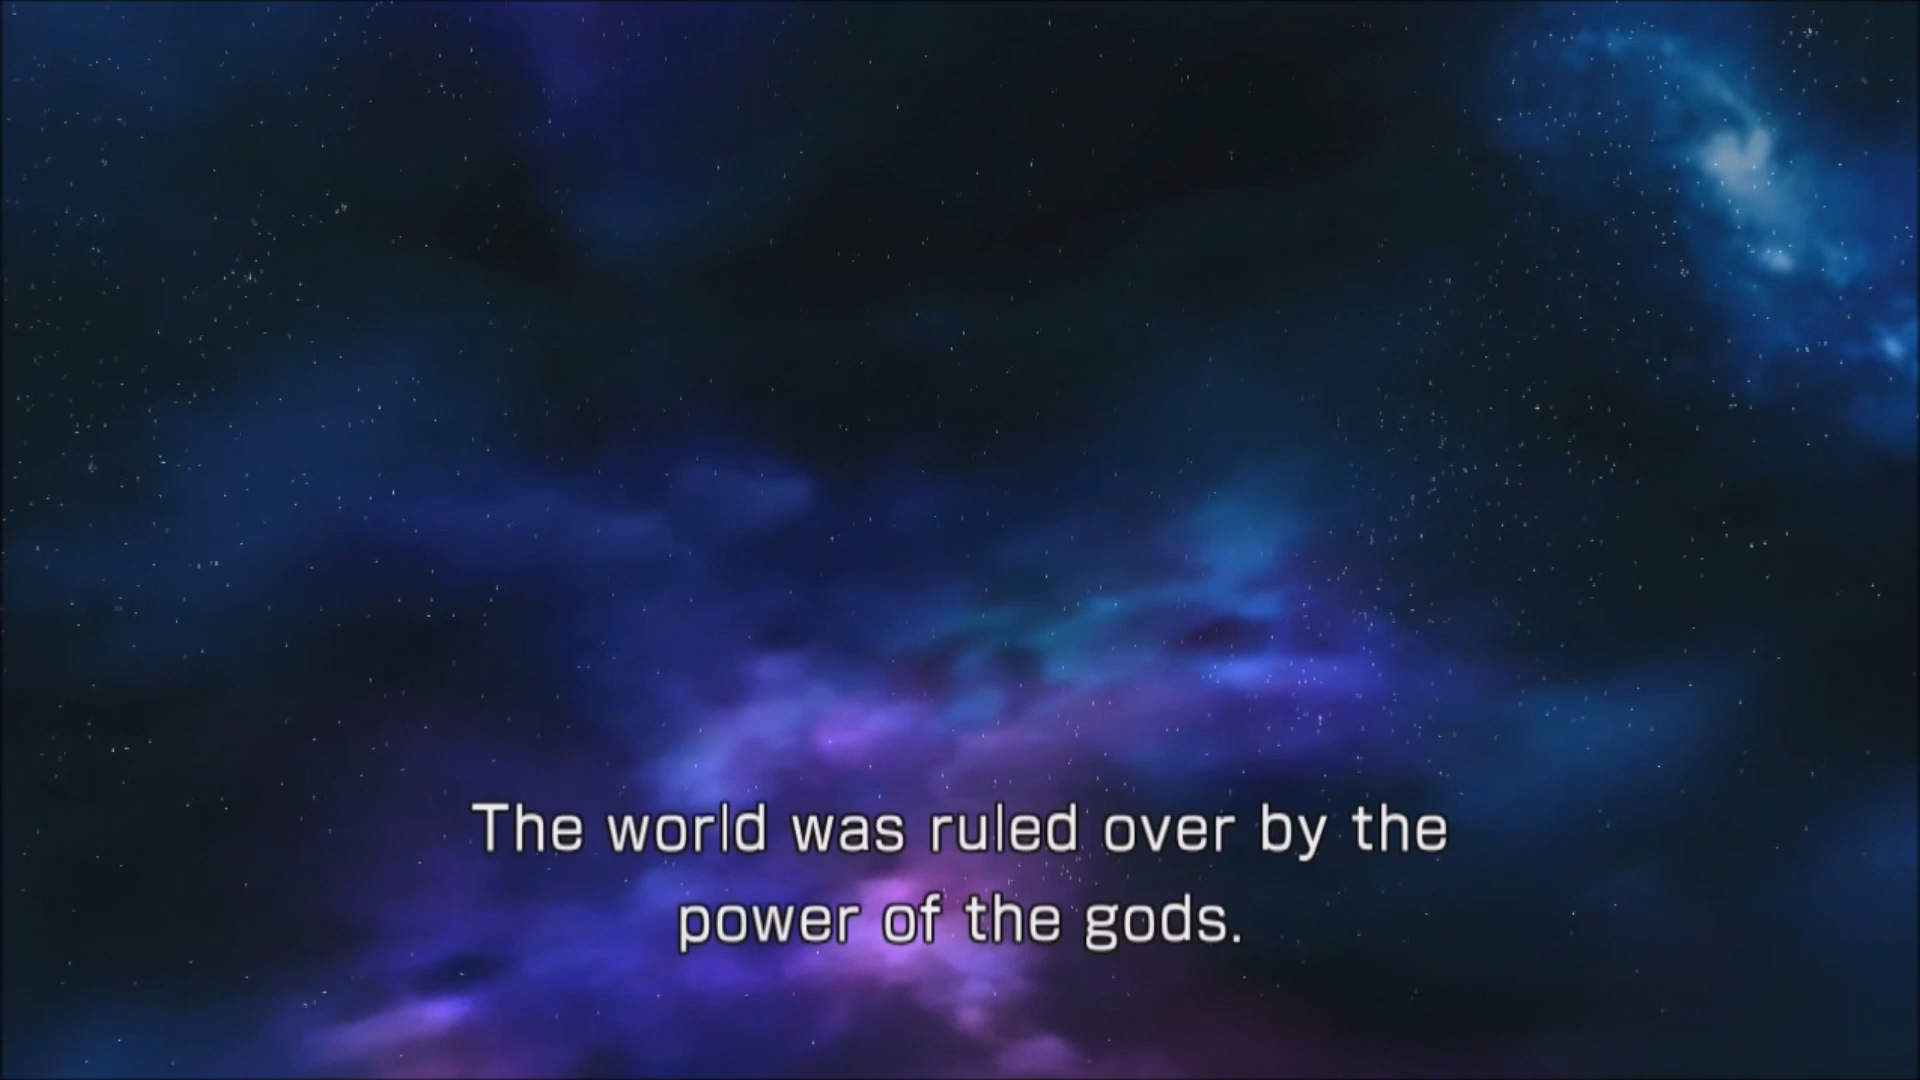 The world was ruled over by the
power of the gods.